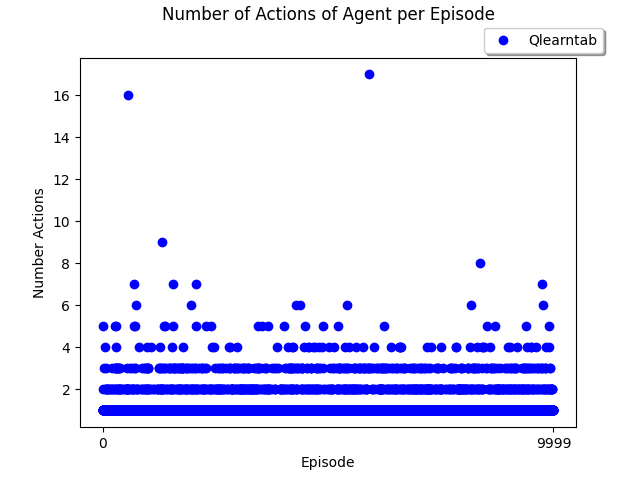 Number of Actions of Agent per Episode
Qlearntab
16
14
12
10
8
6
4
2
Number Actions
0
9999
Episode